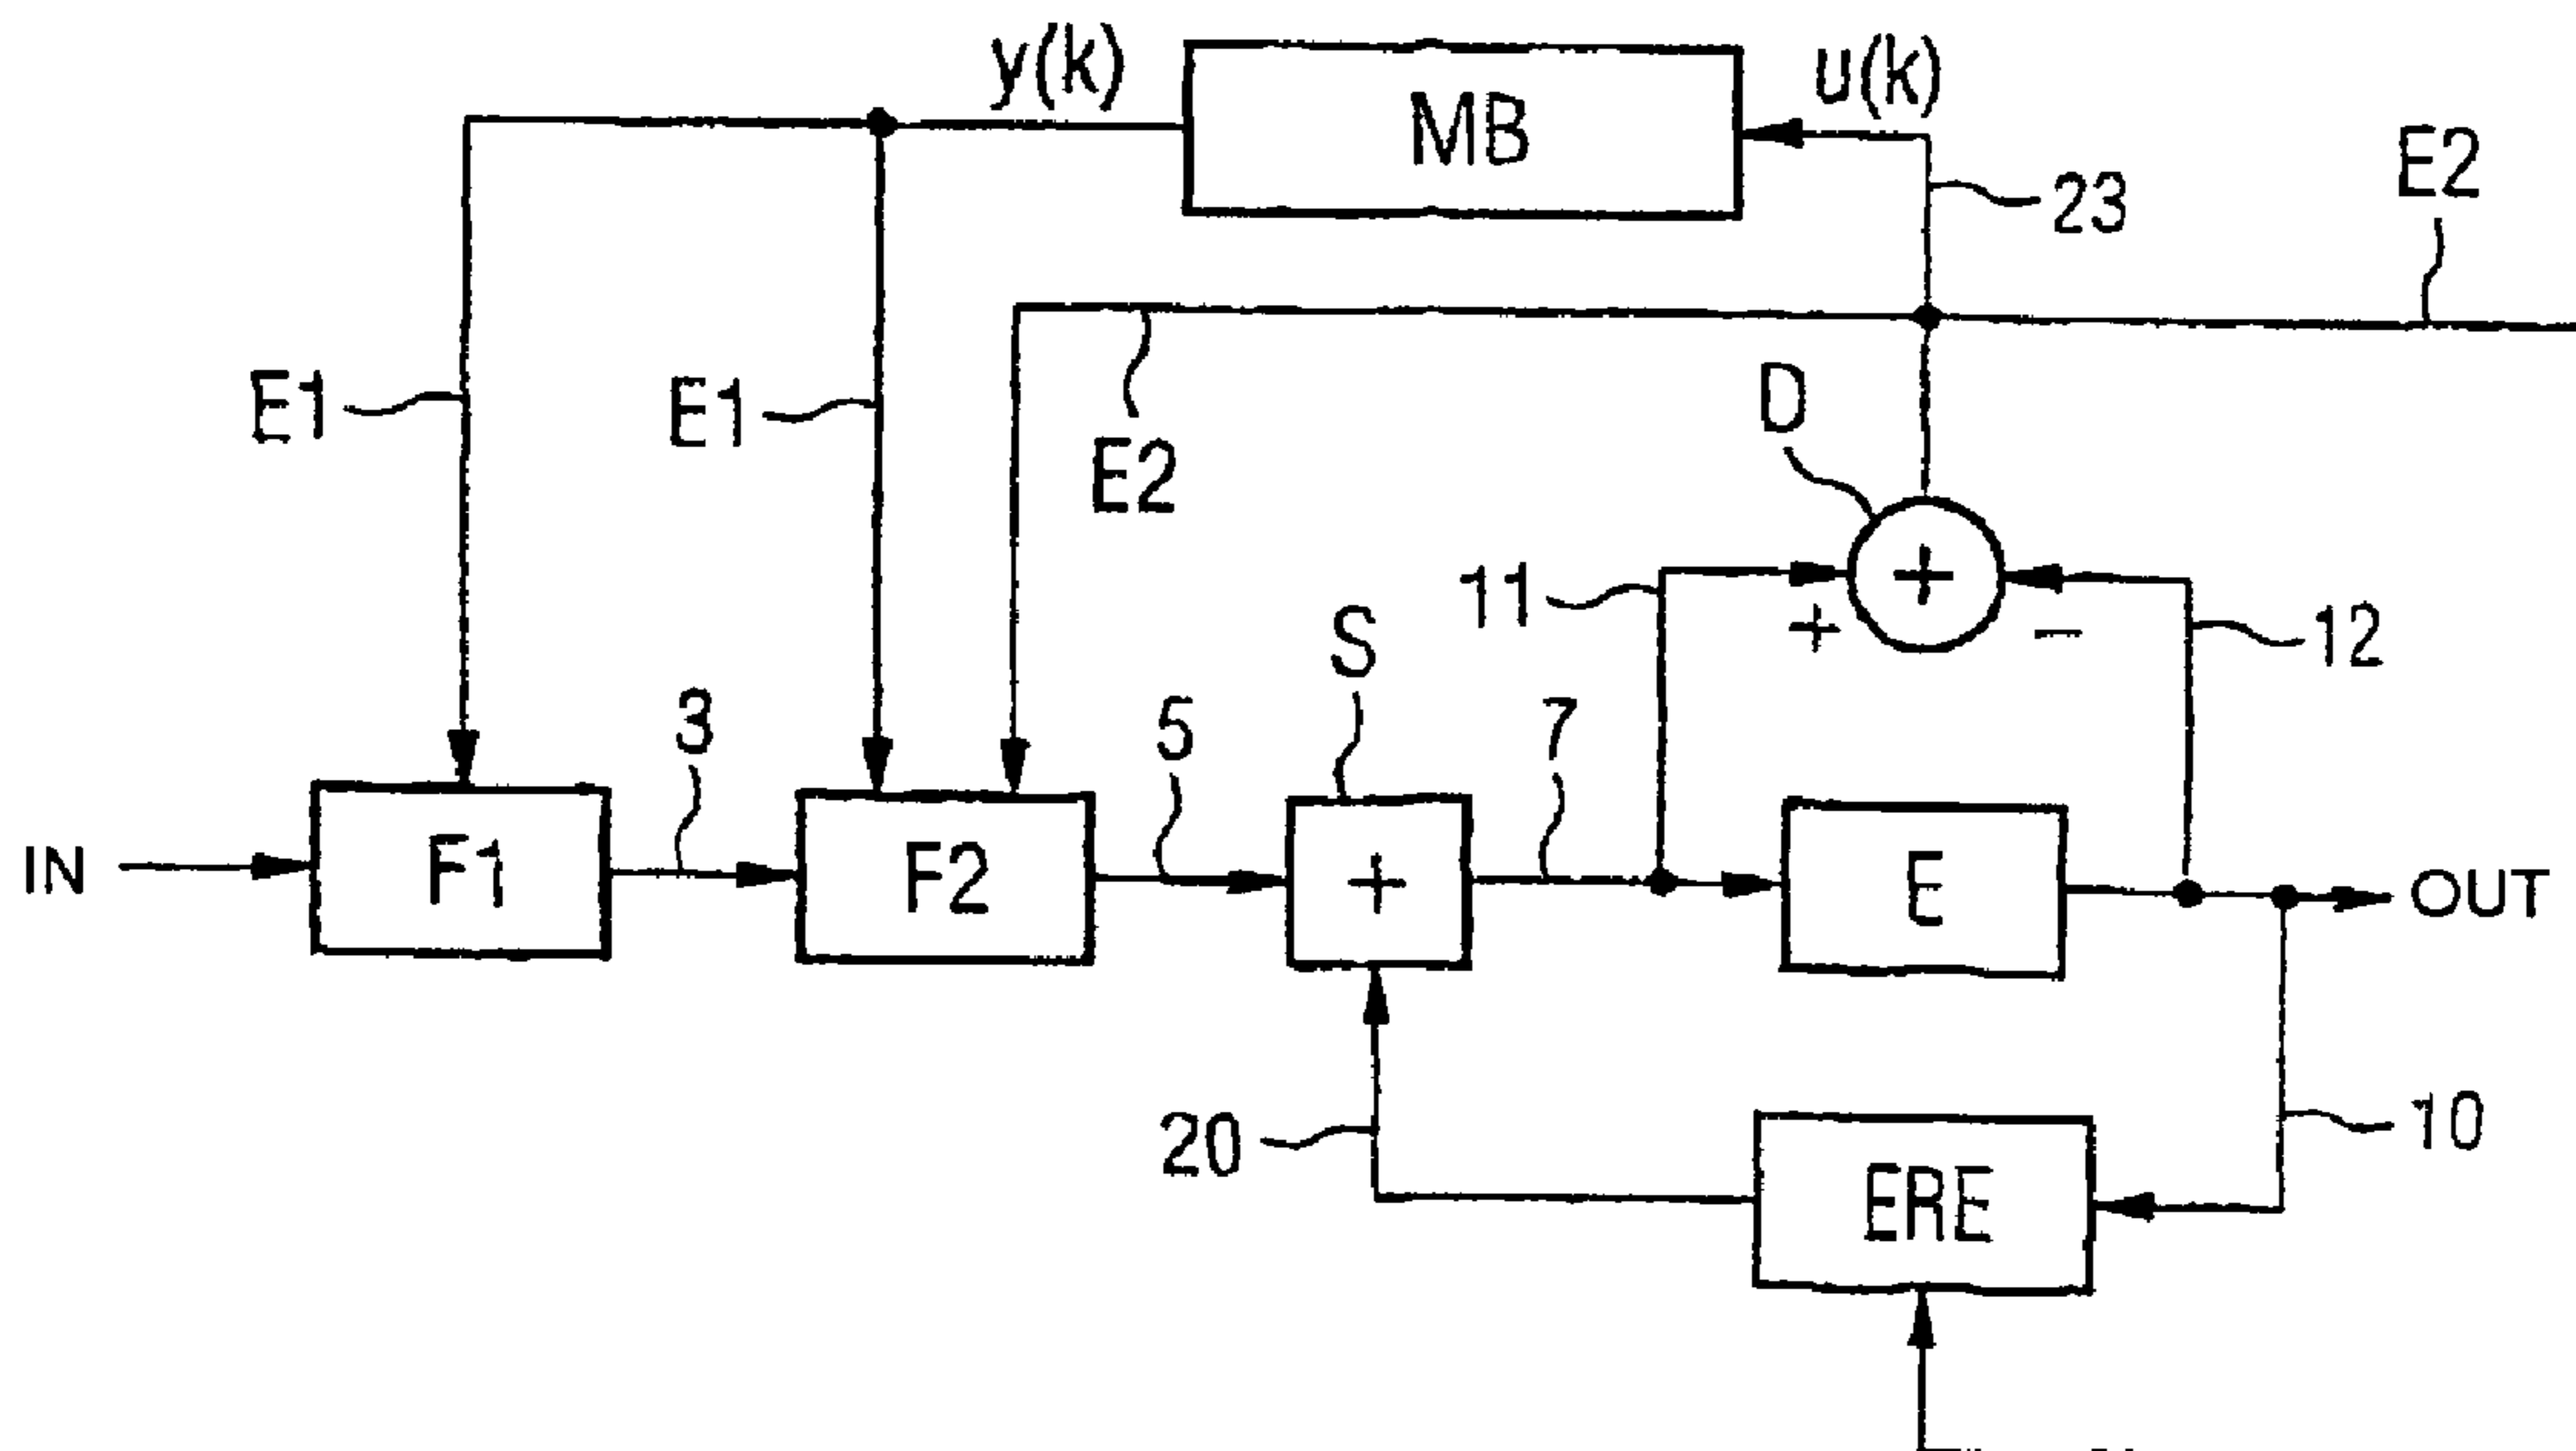 y(k)
MB
u(k)
23
E2
E1
E1
E2
D
11
+
−
12
S
3
5
7
IN
F1
F2
+
+
E
OUT
20
ERE
10